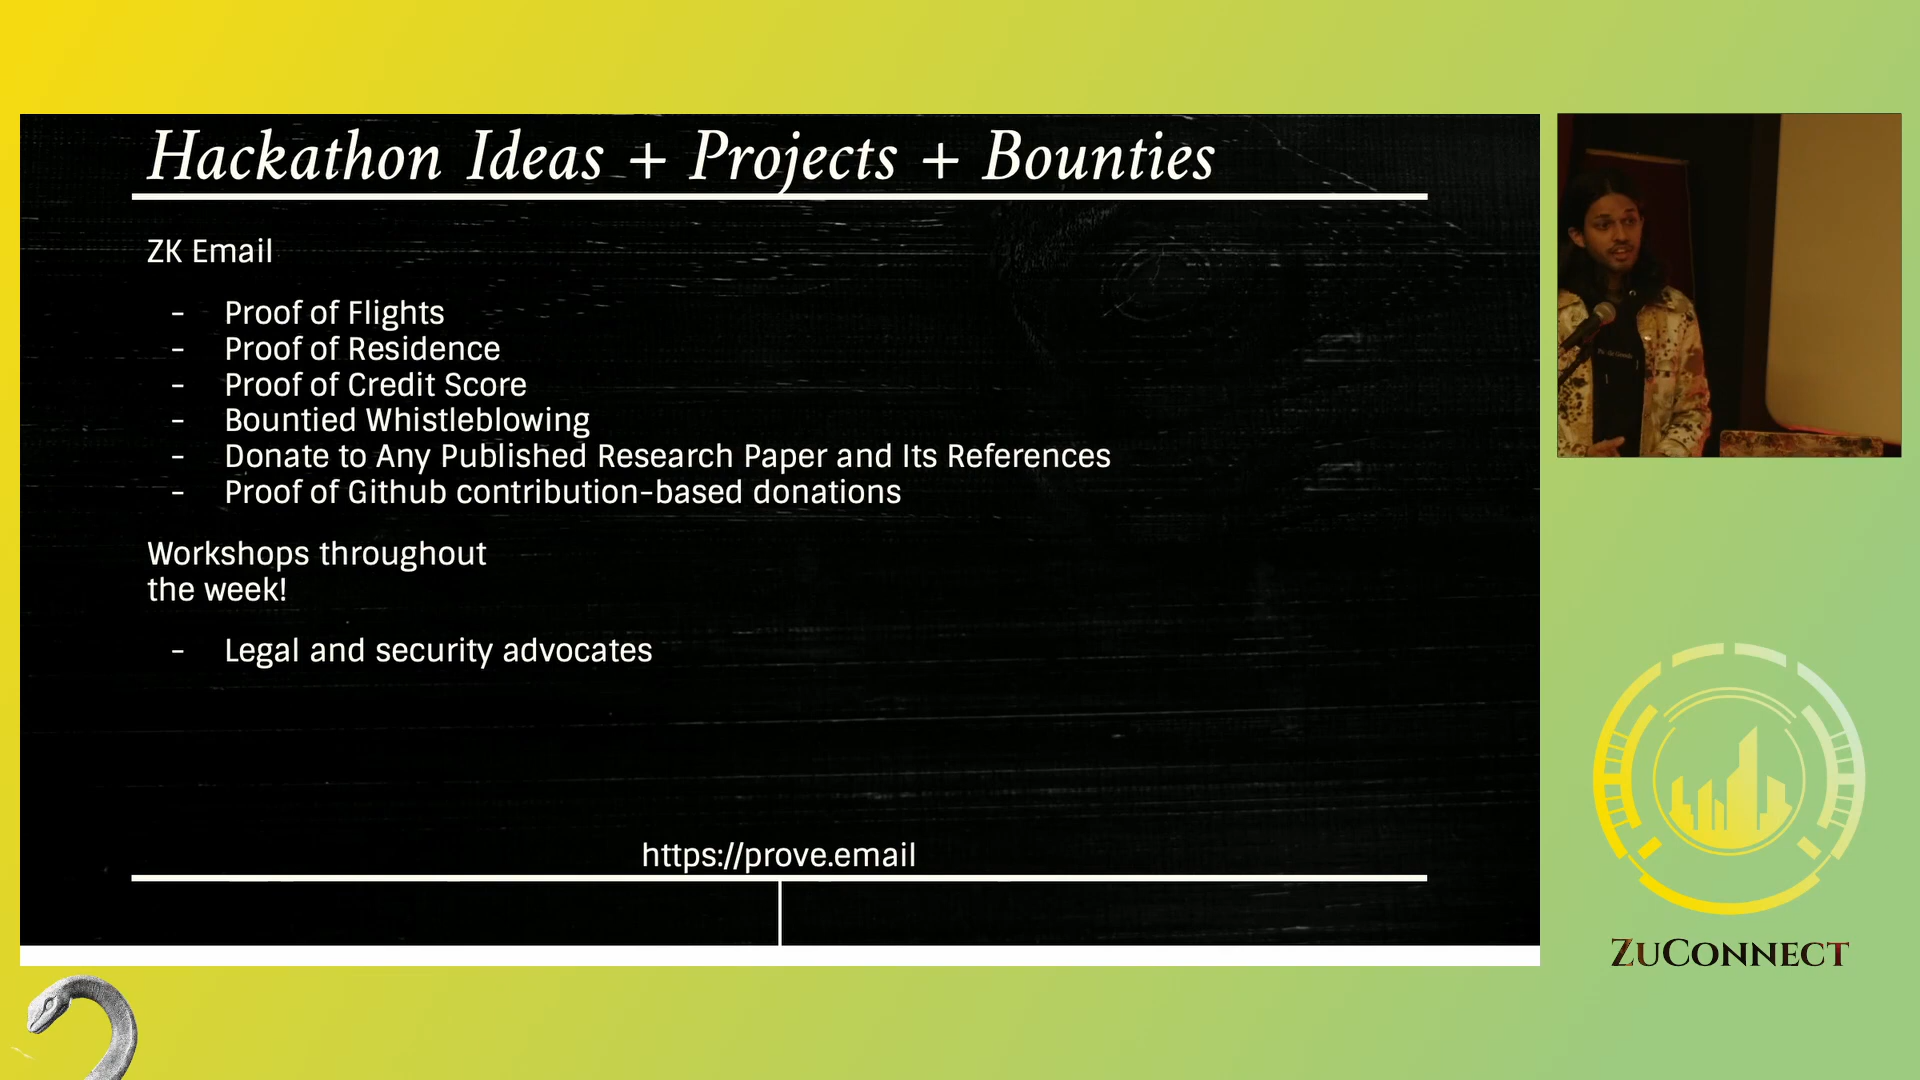 Hackathon Ideas + Projects + Bounties
ZK Email
- Proof of Flights
- Proof of Residence
- Proof of Credit Score
- Bountied Whistleblowing
- Donate to Any Published Research Paper and Its References
- Proof of Github contribution-based donations
Workshops throughout
the week!
- Legal and security advocates
https://prove.email
ZUCONNECT